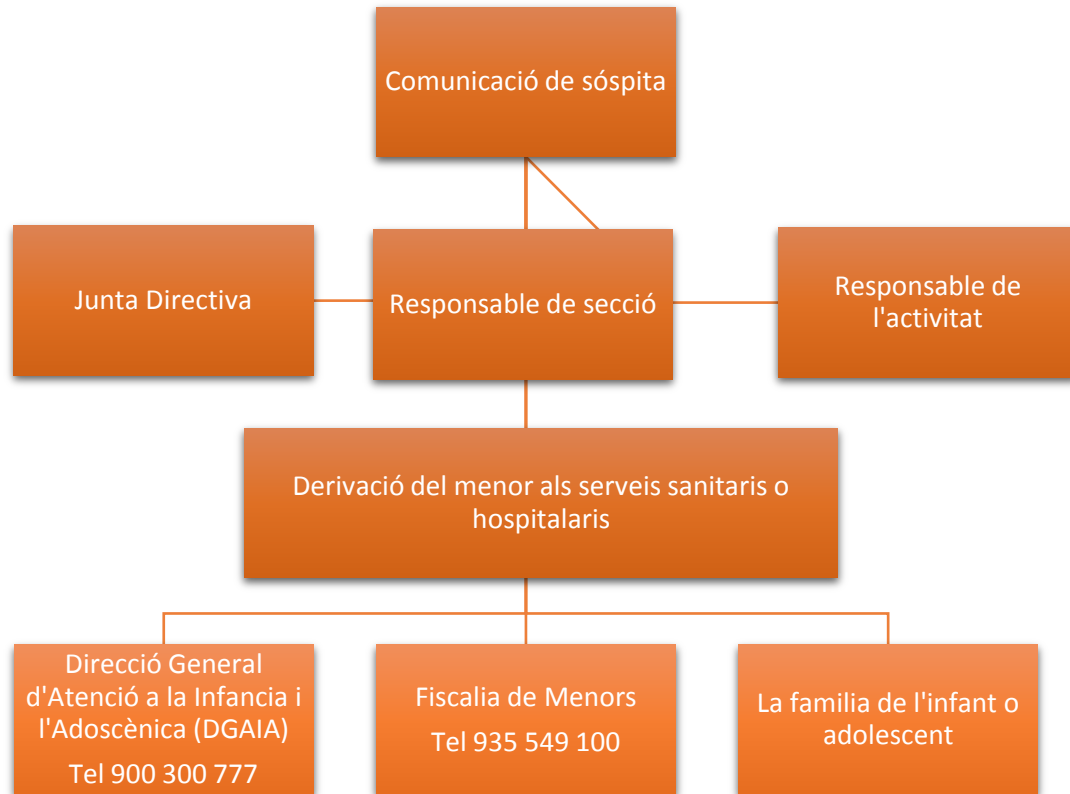 Comunicació de sóspita
Junta Directiva
Responsable de secció
Responsable de
l'activitat
Derivació del menor als serveis sanitaris o
hospitalaris
Direcció General
d'Atenció a la Infancia i
l'Adoscènica (DGAIA)
Tel 900 300 777
Fiscalia de Menors
Tel 935 549 100
La familia de l'infant o
adolescent